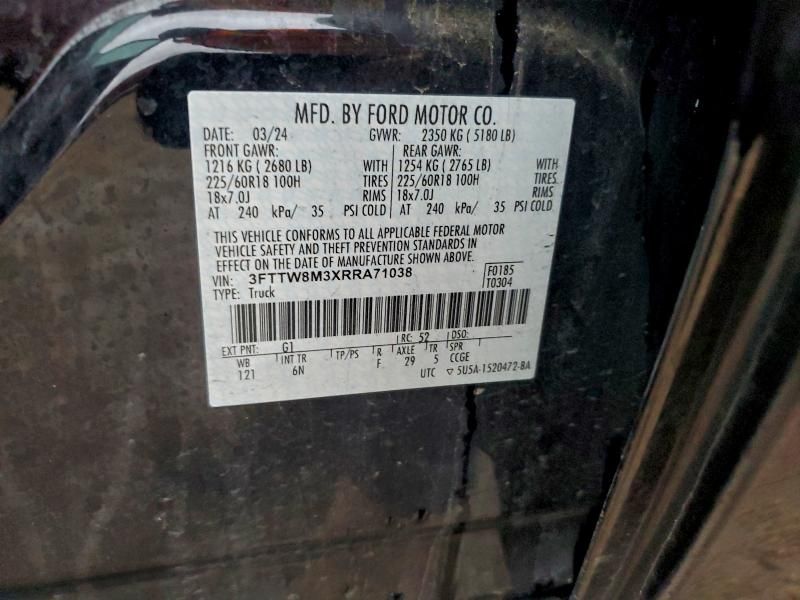 MFD. BY FORD MOTOR CO.
DATE: 03/24 GVWR: 2350 KG ( 5180 LB)
FRONT GAWR: REAR GAWR:
1216 KG ( 2680 LB) WITH 1254 KG ( 2765 LB) WITH
225/60R18 100H TIRES 225/60R18 100H TIRES
18x7.0J RIMS 18x7.0J RIMS
AT 240 kPa/ 35 PSI COLD AT 240 kPa/ 35 PSI COLD
THIS VEHICLE CONFORMS TO ALL APPLICABLE FEDERAL MOTOR
VEHICLE SAFETY AND THEFT PREVENTION STANDARDS IN
EFFECT ON THE DATE OF MANUFACTURE SHOWN ABOVE.
VIN: 3FTTW8M3XRRA71038 F0185
TYPE: Truck T0304
EXT PNT: G1 RC: 52 DSO:
WB INT TR TP/PS R AXLE TR SPR
121 6N F 29 5 CCGE
UTC ▽ 5U5A-1520472-BA